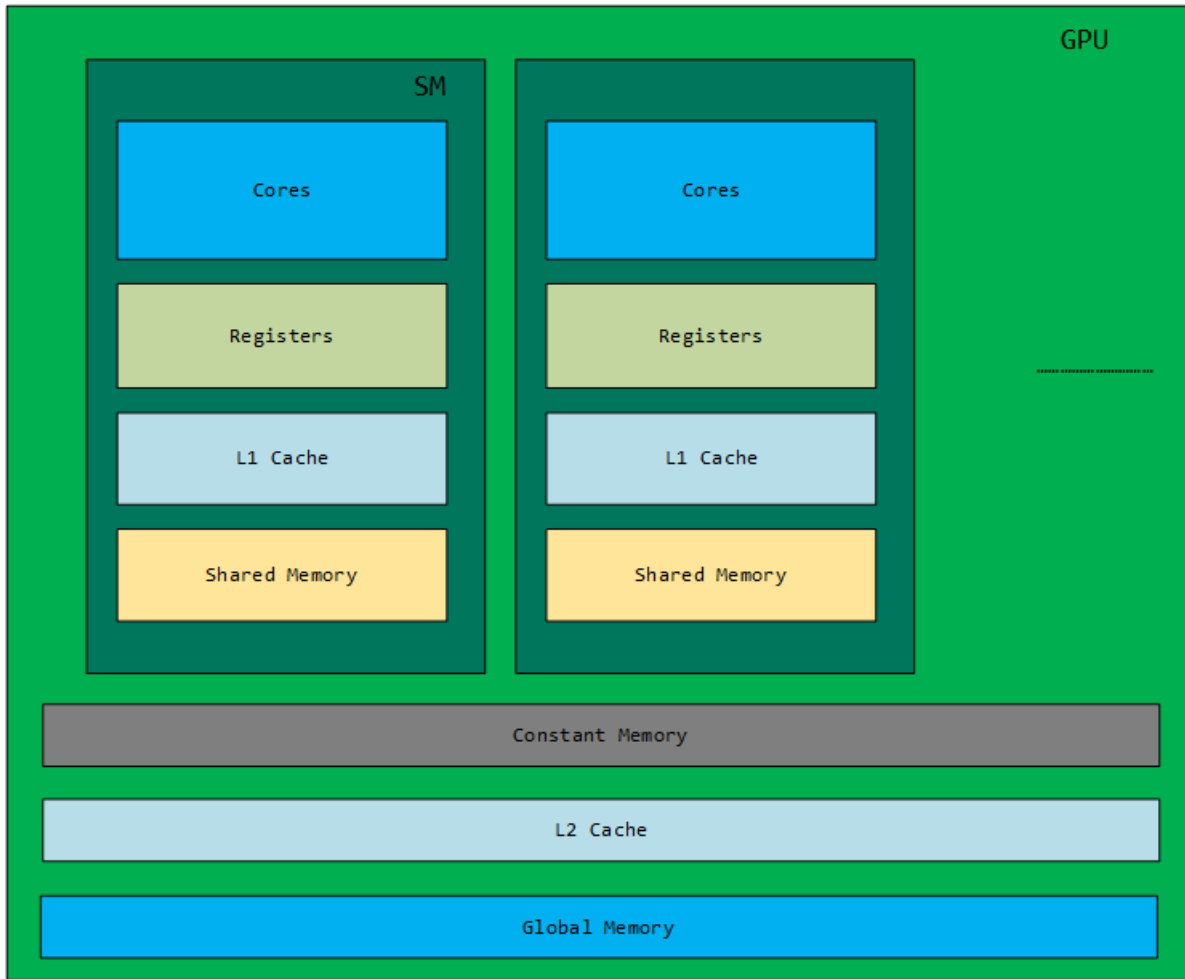 GPU
SM
Cores
Registers
L1 Cache
Shared Memory
Cores
Registers
L1 Cache
Shared Memory
Constant Memory
L2 Cache
Global Memory